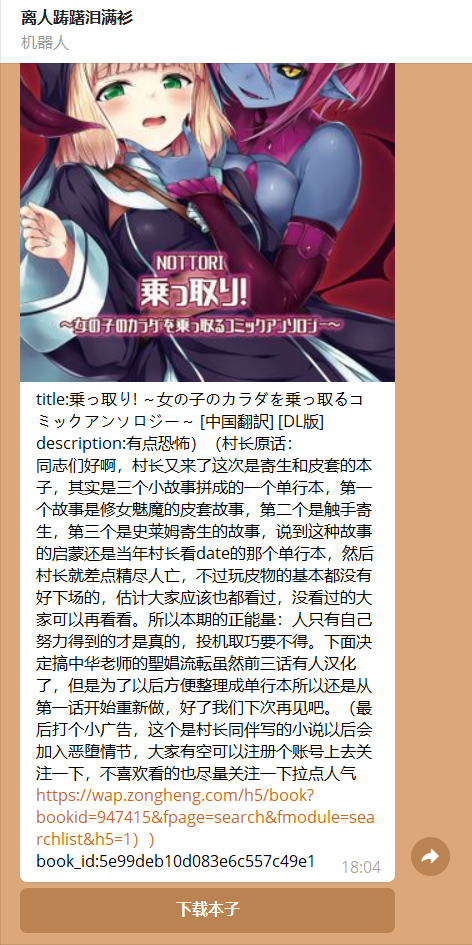 离人踌躇泪满衫
机器人
NOTTORI
乗っ取り!
～女の子のカラダを乗っ取るコミックアンソロジー～
title:乗っ取り! ～女の子のカラダを乗っ取るコ
ミックアンソロジー～ [中国翻訳] [DL版]
description:有点恐怖）（村长原话：
同志们好啊，村长又来了这次是寄生和皮套的本
子，其实是三个小故事拼成的一个单行本，第一
个故事是修女魅魔的皮套故事，第二个是触手寄
生，第三个是史莱姆寄生的故事，说到这种故事
的启蒙还是当年村长看date的那个单行本，然后
村长就差点精尽人亡，不过玩皮物的基本都没有
好下场的，估计大家应该也都看过，没看过的大
家可以再看看。所以本期的正能量：人只有自己
努力得到的才是真的，投机取巧要不得。下面决
定搞中华老师的聖娼流転虽然前三话有人汉化
了，但是为了以后方便整理成单行本所以还是从
第一话开始重新做，好了我们下次再见吧。（最
后打个小广告，这个是村长同伴写的小说以后会
加入恶堕情节，大家有空可以注册个账号上去关
注一下，不喜欢看的也尽量关注一下拉点人气
https://wap.zongheng.com/h5/book?
bookid=947415&fpage=search&fmodule=sea
rchlist&h5=1））
book_id:5e99deb10d083e6c557c49e1
18:04
下载本子